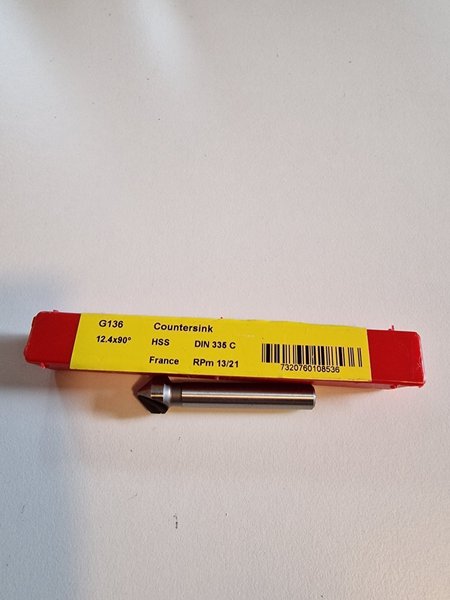 G136 Countersink
12.4x90° HSS DIN 335 C
France RPm 13/21
7320760108536